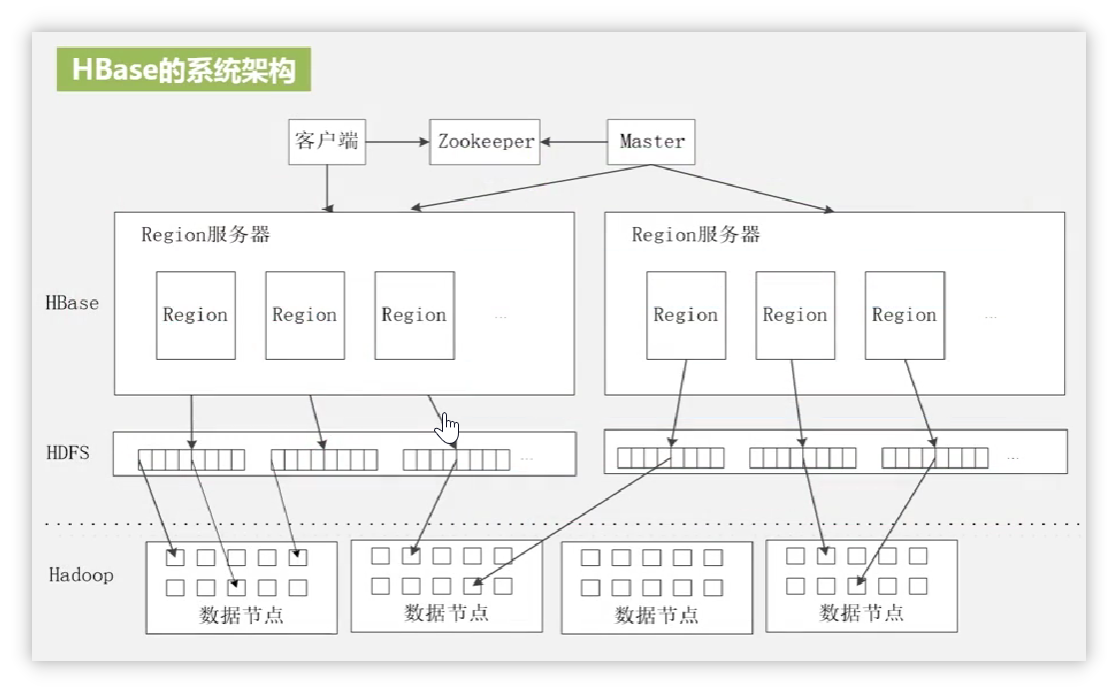 HBase的系统架构
客户端
Zookeeper
Master
Region服务器
Region服务器
HBase
Region
Region
Region
...
Region
Region
Region
...
HDFS
...
...
Hadoop
数据节点
数据节点
数据节点
数据节点